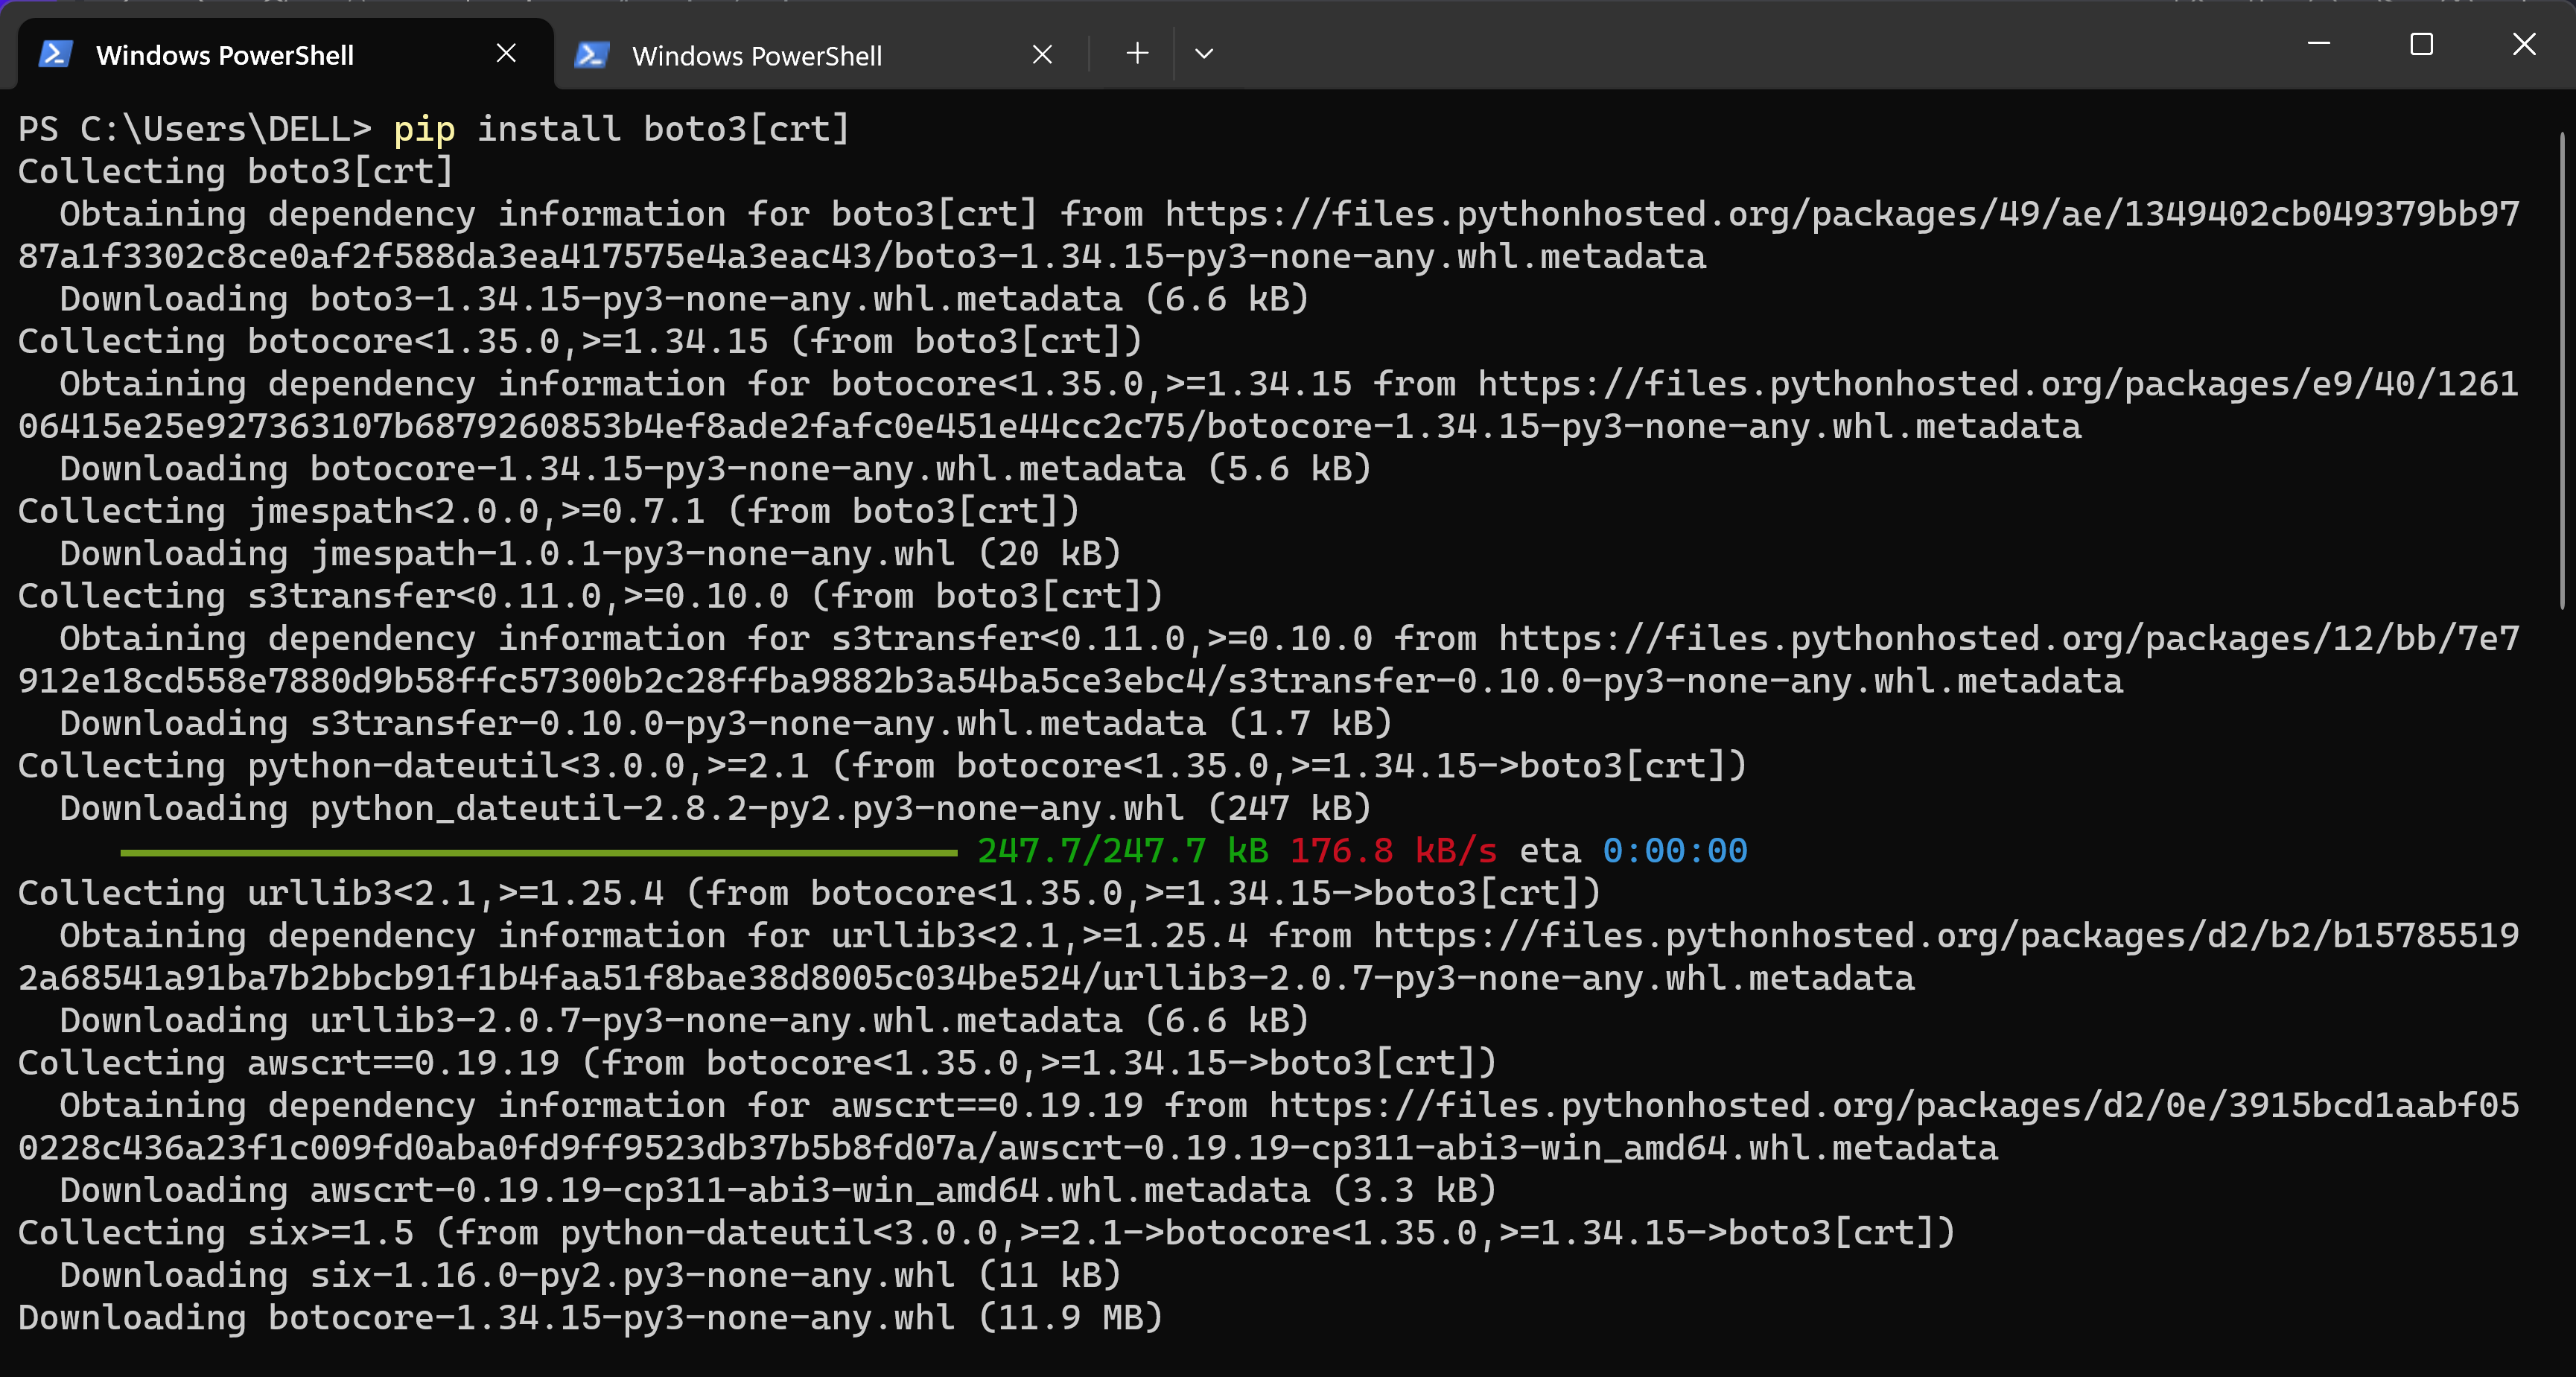 Windows PowerShell
Windows PowerShell
PS C:\Users\DELL> pip install boto3[crt]
Collecting boto3[crt]
  Obtaining dependency information for boto3[crt] from https://files.pythonhosted.org/packages/49/ae/1349402cb049379bb97
87a1f3302c8ce0af2f588da3ea417575e4a3eac43/boto3-1.34.15-py3-none-any.whl.metadata
  Downloading boto3-1.34.15-py3-none-any.whl.metadata (6.6 kB)
Collecting botocore<1.35.0,>=1.34.15 (from boto3[crt])
  Obtaining dependency information for botocore<1.35.0,>=1.34.15 from https://files.pythonhosted.org/packages/e9/40/1261
06415e25e927363107b6879260853b4ef8ade2fafc0e451e44cc2c75/botocore-1.34.15-py3-none-any.whl.metadata
  Downloading botocore-1.34.15-py3-none-any.whl.metadata (5.6 kB)
Collecting jmespath<2.0.0,>=0.7.1 (from boto3[crt])
  Downloading jmespath-1.0.1-py3-none-any.whl (20 kB)
Collecting s3transfer<0.11.0,>=0.10.0 (from boto3[crt])
  Obtaining dependency information for s3transfer<0.11.0,>=0.10.0 from https://files.pythonhosted.org/packages/12/bb/7e7
912e18cd558e7880d9b58ffc57300b2c28ffba9882b3a54ba5ce3ebc4/s3transfer-0.10.0-py3-none-any.whl.metadata
  Downloading s3transfer-0.10.0-py3-none-any.whl.metadata (1.7 kB)
Collecting python-dateutil<3.0.0,>=2.1 (from botocore<1.35.0,>=1.34.15->boto3[crt])
  Downloading python_dateutil-2.8.2-py2.py3-none-any.whl (247 kB)
247.7/247.7 kB 176.8 kB/s eta 0:00:00
Collecting urllib3<2.1,>=1.25.4 (from botocore<1.35.0,>=1.34.15->boto3[crt])
  Obtaining dependency information for urllib3<2.1,>=1.25.4 from https://files.pythonhosted.org/packages/d2/b2/b15785519
2a68541a91ba7b2bbcb91f1b4faa51f8bae38d8005c034be524/urllib3-2.0.7-py3-none-any.whl.metadata
  Downloading urllib3-2.0.7-py3-none-any.whl.metadata (6.6 kB)
Collecting awscrt==0.19.19 (from botocore<1.35.0,>=1.34.15->boto3[crt])
  Obtaining dependency information for awscrt==0.19.19 from https://files.pythonhosted.org/packages/d2/0e/3915bcd1aabf05
0228c436a23f1c009fd0aba0fd9ff9523db37b5b8fd07a/awscrt-0.19.19-cp311-abi3-win_amd64.whl.metadata
  Downloading awscrt-0.19.19-cp311-abi3-win_amd64.whl.metadata (3.3 kB)
Collecting six>=1.5 (from python-dateutil<3.0.0,>=2.1->botocore<1.35.0,>=1.34.15->boto3[crt])
  Downloading six-1.16.0-py2.py3-none-any.whl (11 kB)
Downloading botocore-1.34.15-py3-none-any.whl (11.9 MB)